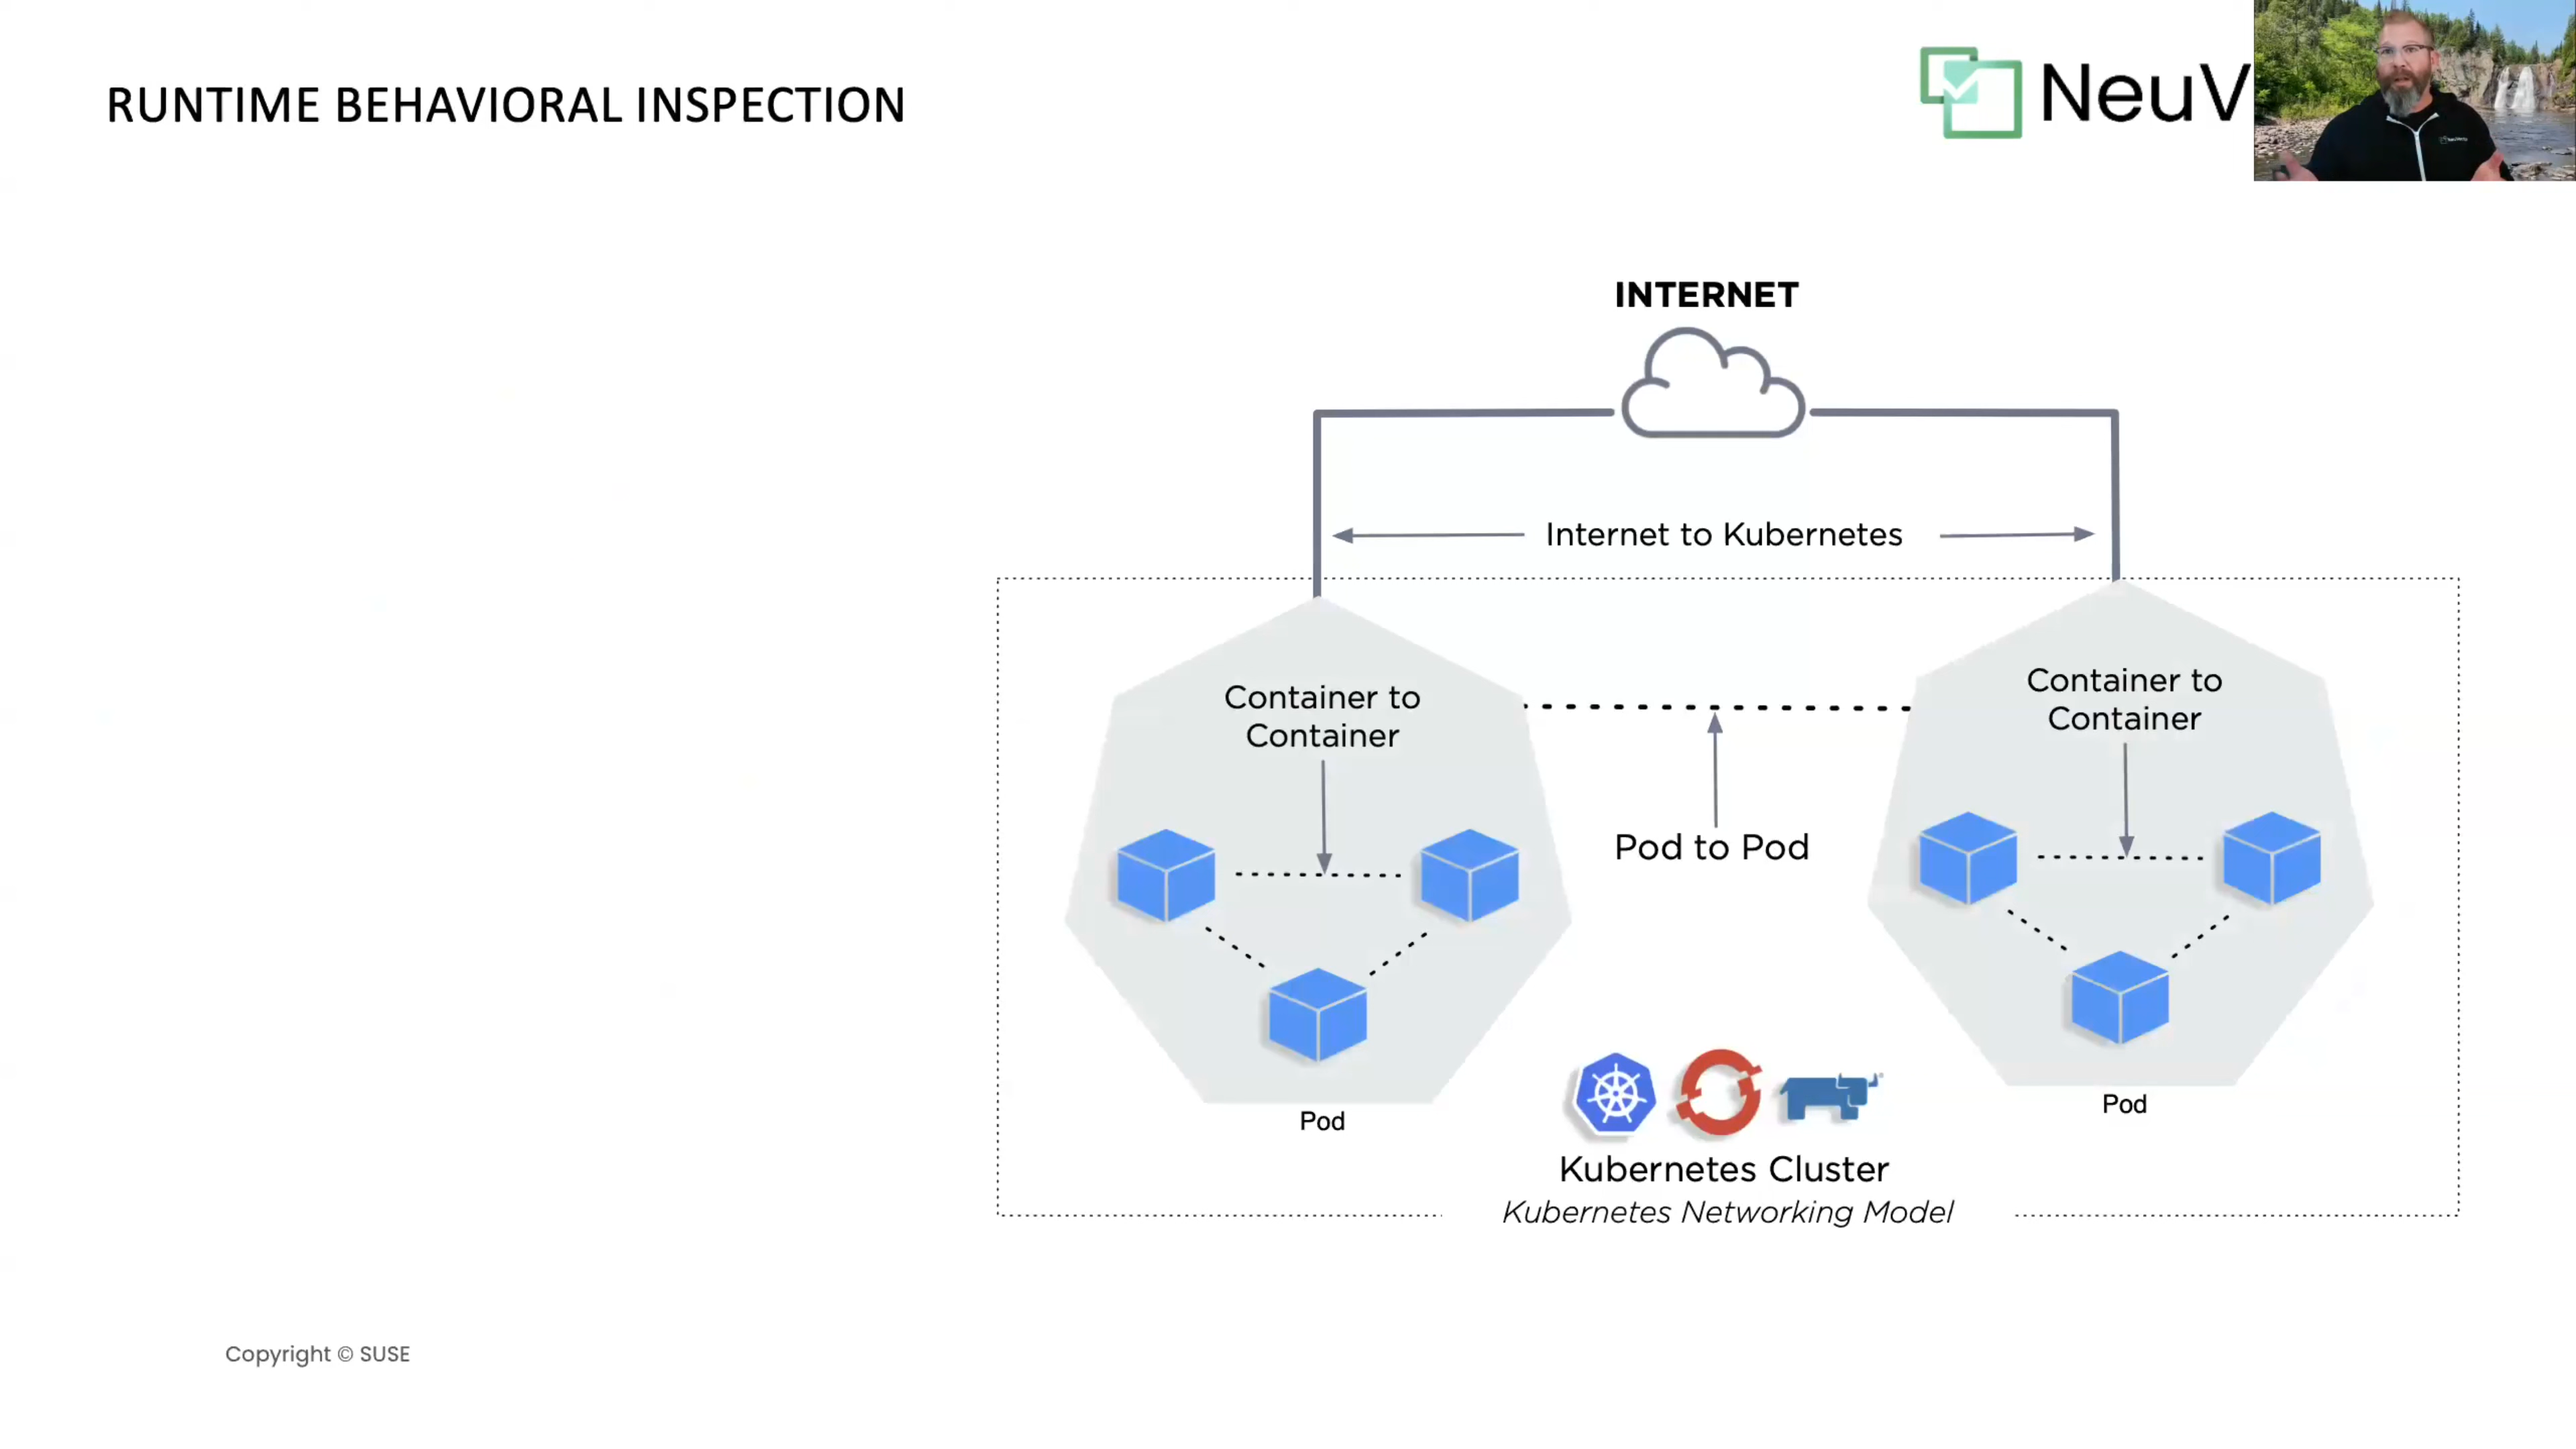 RUNTIME BEHAVIORAL INSPECTION
NeuV
INTERNET
Internet to Kubernetes
Container to
Container
Container to
Container
Pod to Pod
Pod
Pod
Kubernetes Cluster
Kubernetes Networking Model
Copyright © SUSE